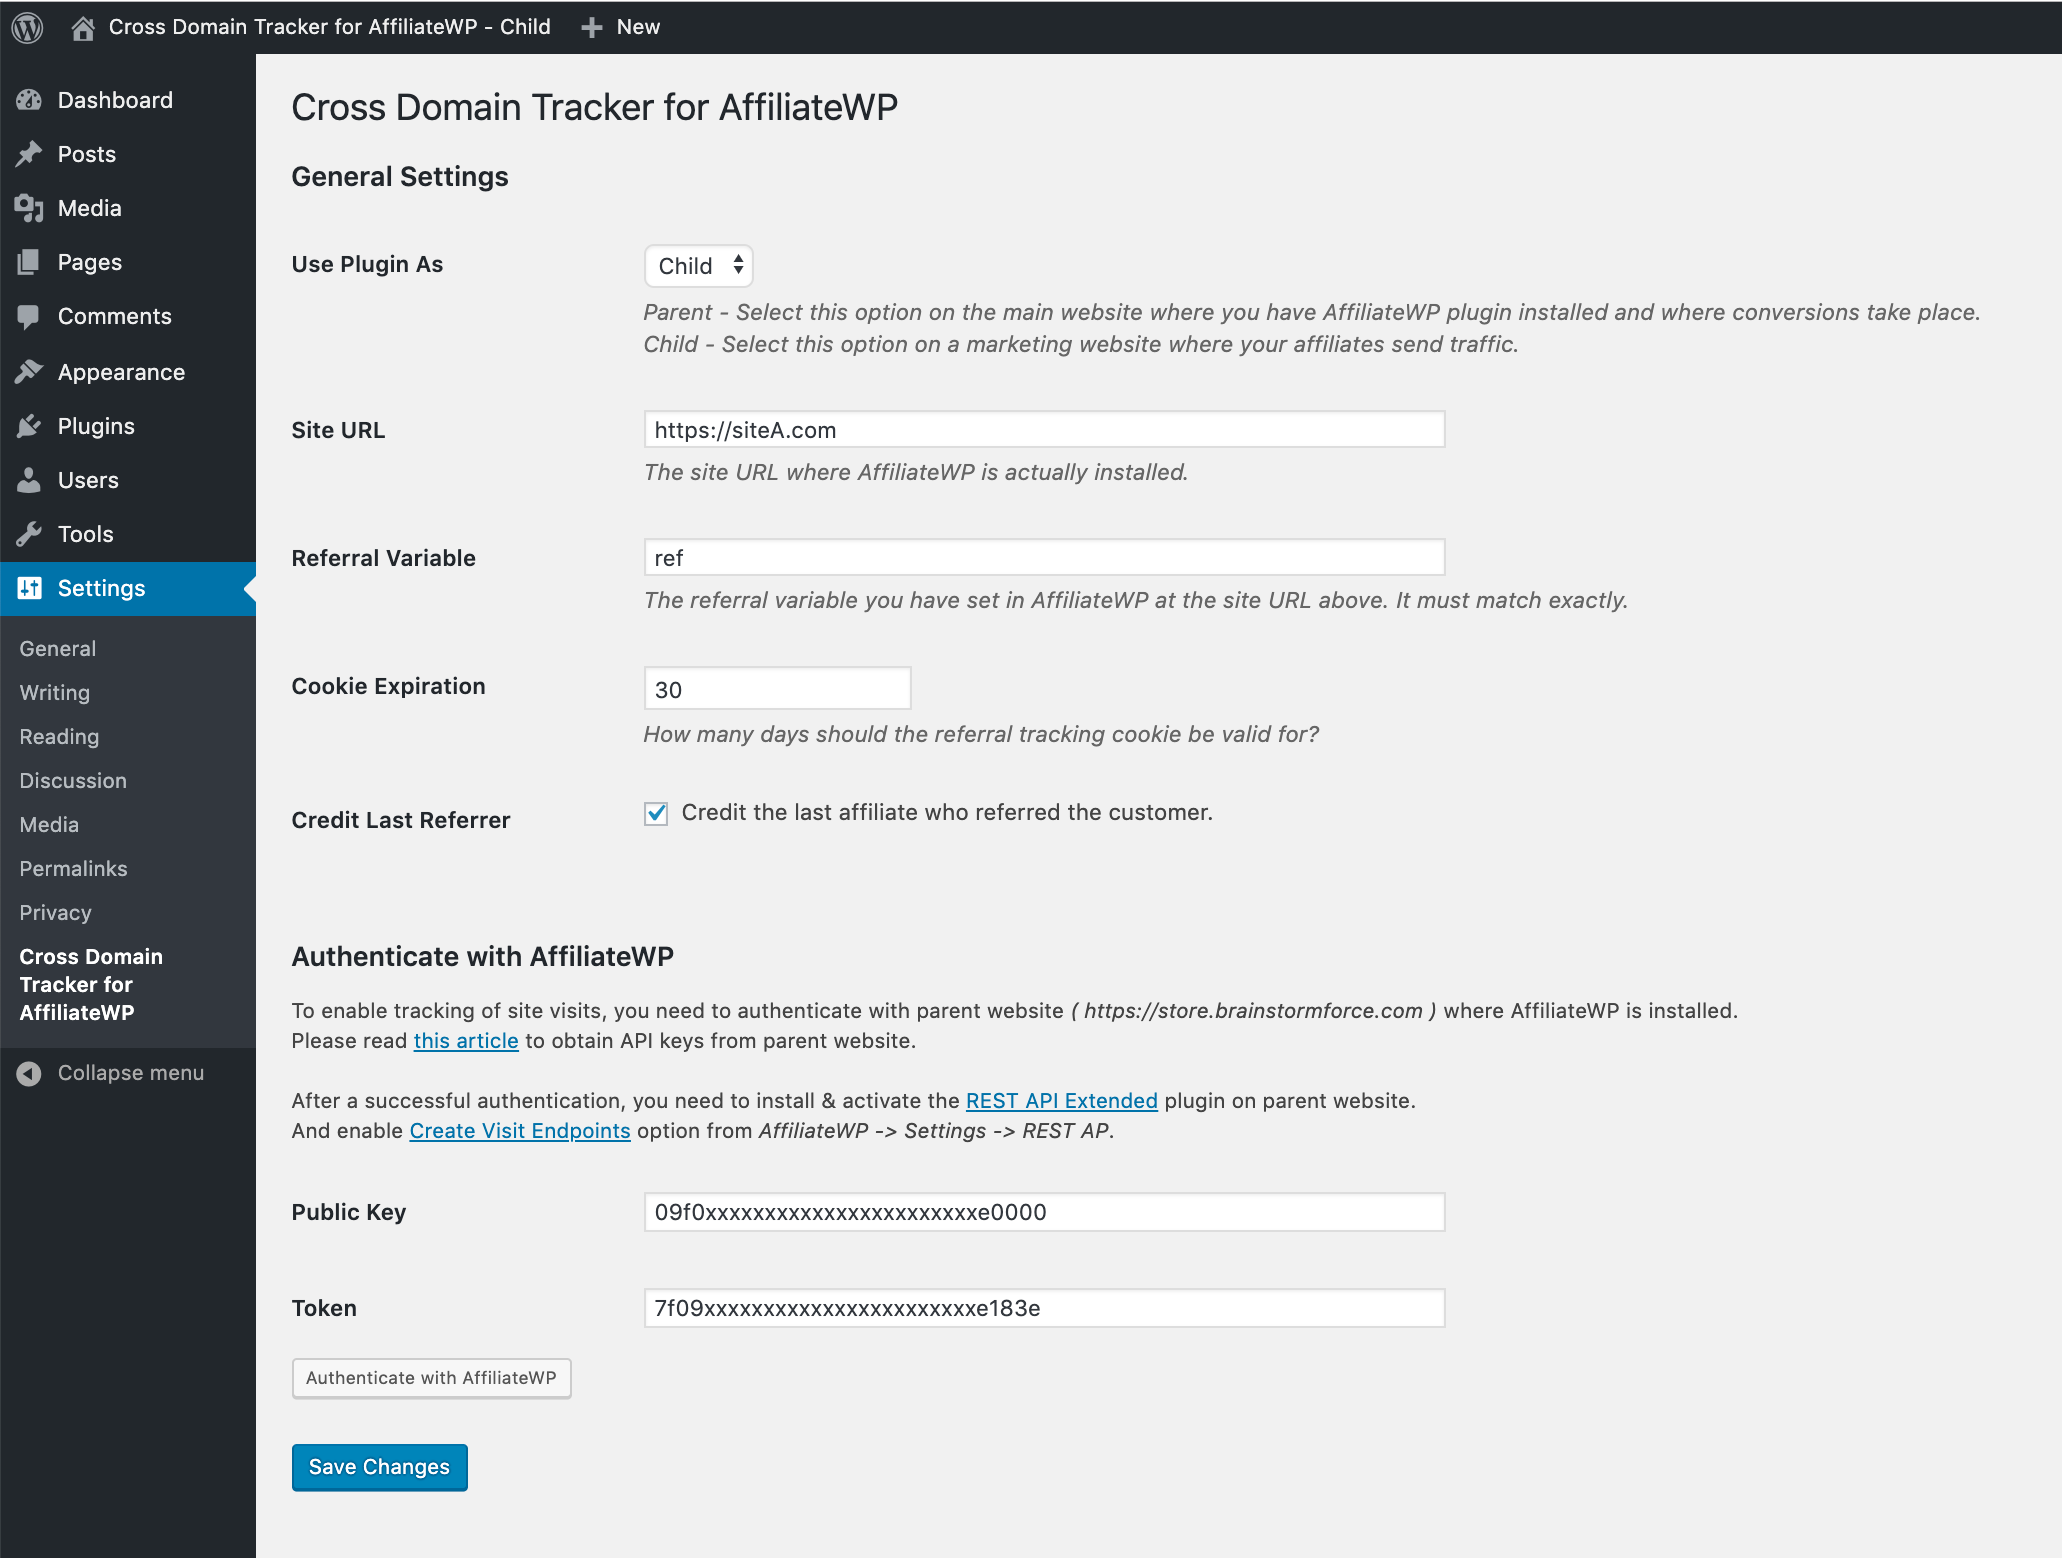 Cross Domain Tracker for AffiliateWP - Child
New
Dashboard
Posts
Media
Pages
Comments
Appearance
Plugins
Users
Tools
Settings
General
Writing
Reading
Discussion
Media
Permalinks
Privacy
Cross Domain
Tracker for
AffiliateWP
Collapse menu
Cross Domain Tracker for AffiliateWP
General Settings
Use Plugin As
Child
Parent - Select this option on the main website where you have AffiliateWP plugin installed and where conversions take place.
Child - Select this option on a marketing website where your affiliates send traffic.
Site URL
https://siteA.com
The site URL where AffiliateWP is actually installed.
Referral Variable
ref
The referral variable you have set in AffiliateWP at the site URL above. It must match exactly.
Cookie Expiration
30
How many days should the referral tracking cookie be valid for?
Credit Last Referrer
Credit the last affiliate who referred the customer.
Authenticate with AffiliateWP
To enable tracking of site visits, you need to authenticate with parent website ( https://store.brainstormforce.com ) where AffiliateWP is installed.
Please read this article to obtain API keys from parent website.
After a successful authentication, you need to install & activate the REST API Extended plugin on parent website.
And enable Create Visit Endpoints option from AffiliateWP -> Settings -> REST AP.
Public Key
09f0xxxxxxxxxxxxxxxxxxxxxxxe0000
Token
7f09xxxxxxxxxxxxxxxxxxxxxxxe183e
Authenticate with AffiliateWP
Save Changes